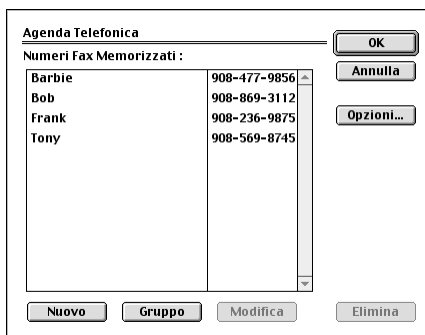 Agenda Telefonica
OK
Numeri Fax Memorizzati :
Annulla
Barbie 908-477-9856
Bob 908-869-3112
Frank 908-236-9875
Opzioni...
Tony 908-569-8745
Nuovo Gruppo Modifica Elimina